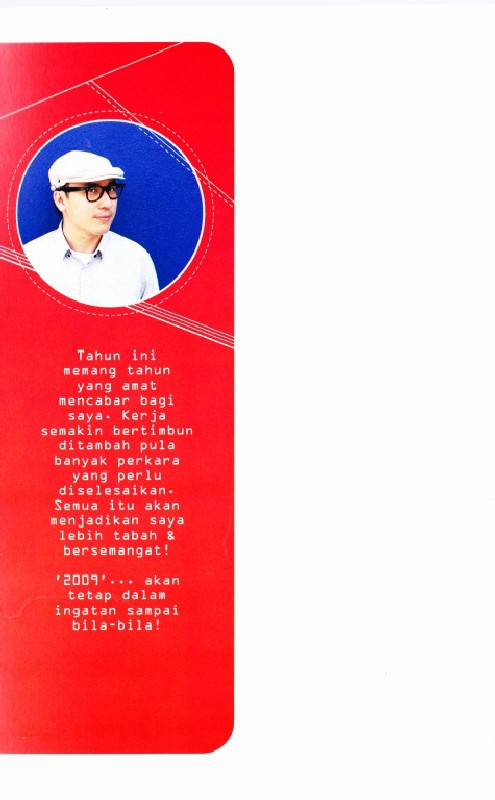 Tahun ini
memang tahun
yang amat
mencabar bagi
saya. Kerja
semakin bertimbun
ditambah pula
banyak perkara
yang perlu
diselesaikan.
Semua itu akan
menjadikan saya
lebih tabah &
bersemangat!
'2009'... akan
tetap dalam
ingatan sampai
bila-bila!